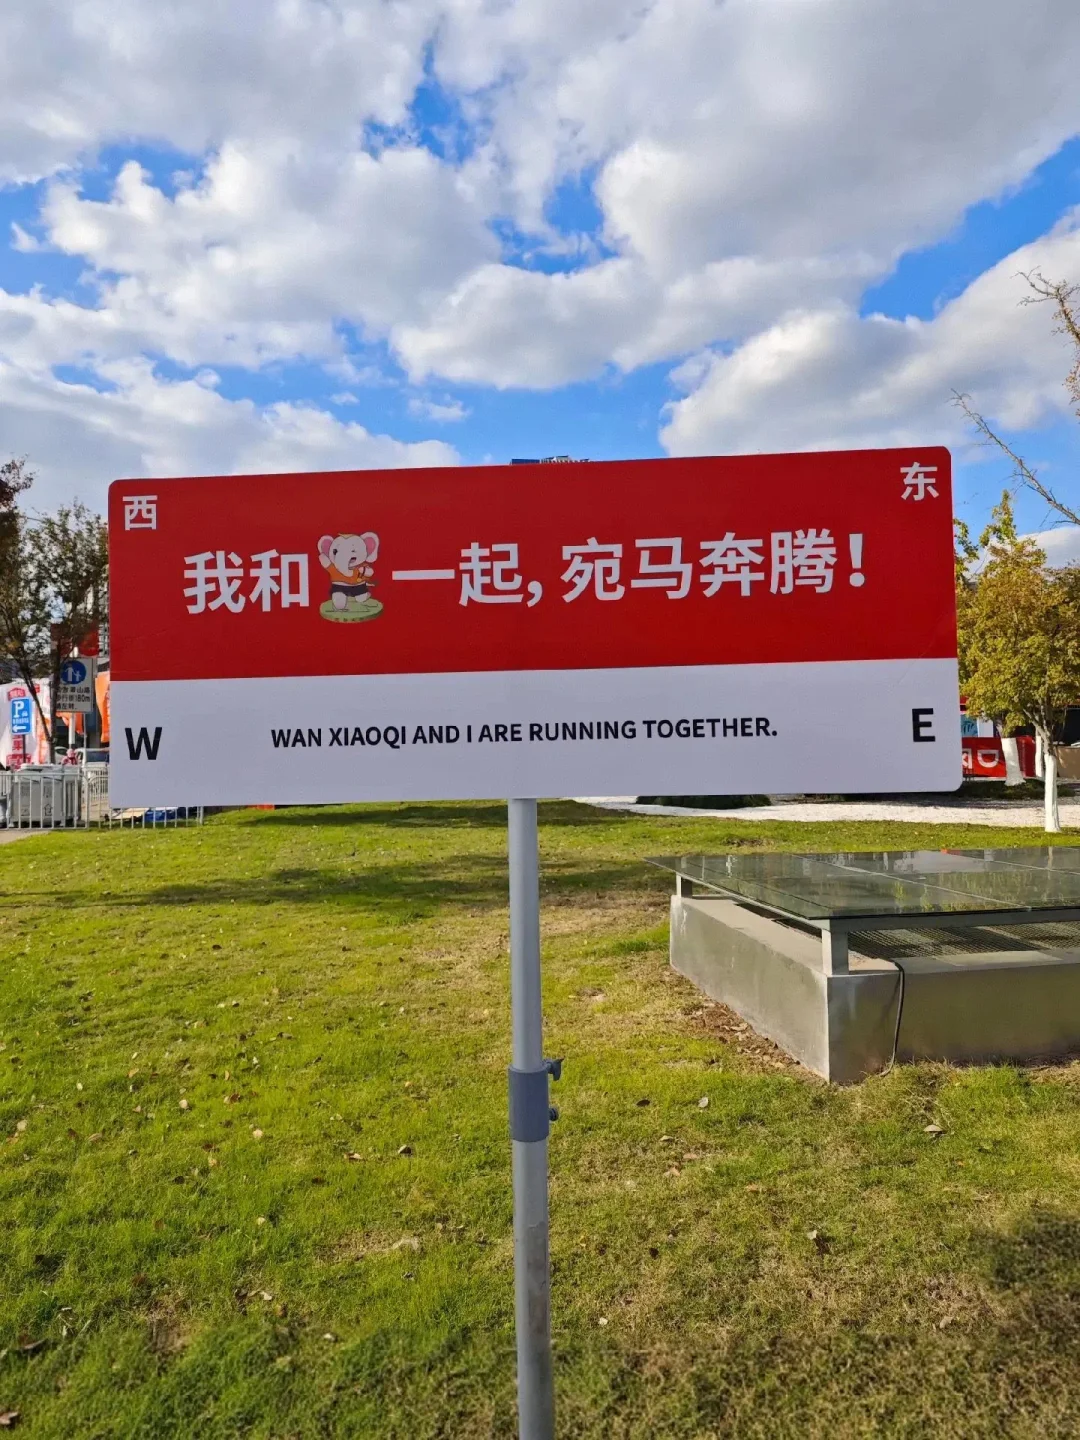 西
东
我和一起，宛马奔腾！
W
WAN XIAOQI AND I ARE RUNNING TOGETHER.
E
P